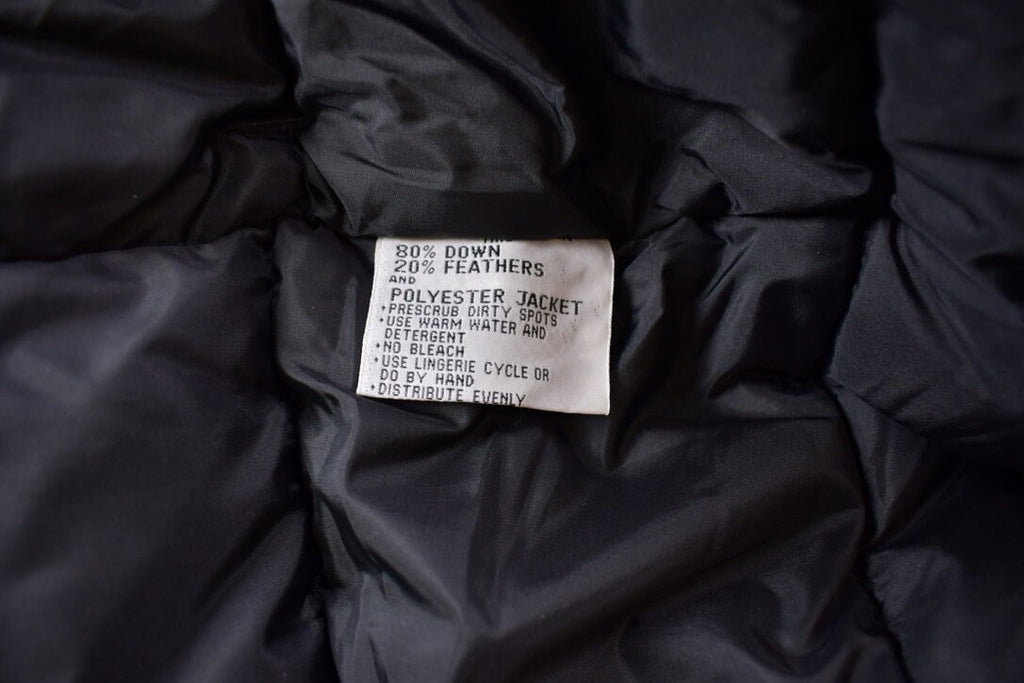 80% DOWN
20% FEATHERS
AND
POLYESTER JACKET
•PRESCRUB DIRTY SPOTS
•USE WARM WATER AND
DETERGENT
•NO BLEACH
•USE LINGERIE CYCLE OR
DO BY HAND
•DISTRIBUTE EVENLY